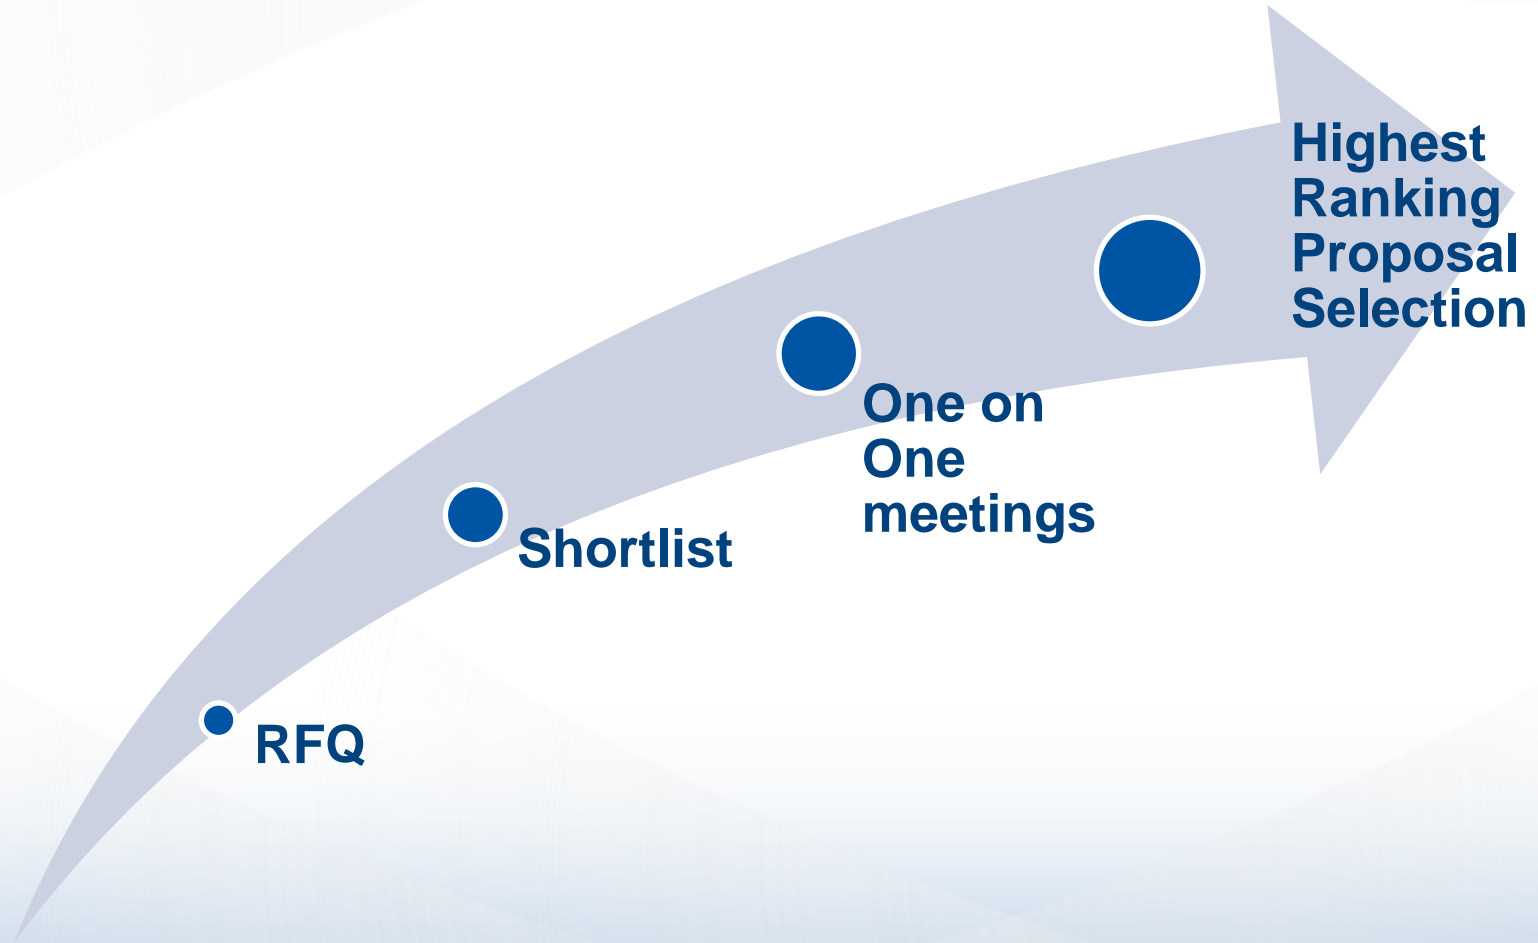 RFQ
Shortlist
One on
One
meetings
Highest
Ranking
Proposal
Selection